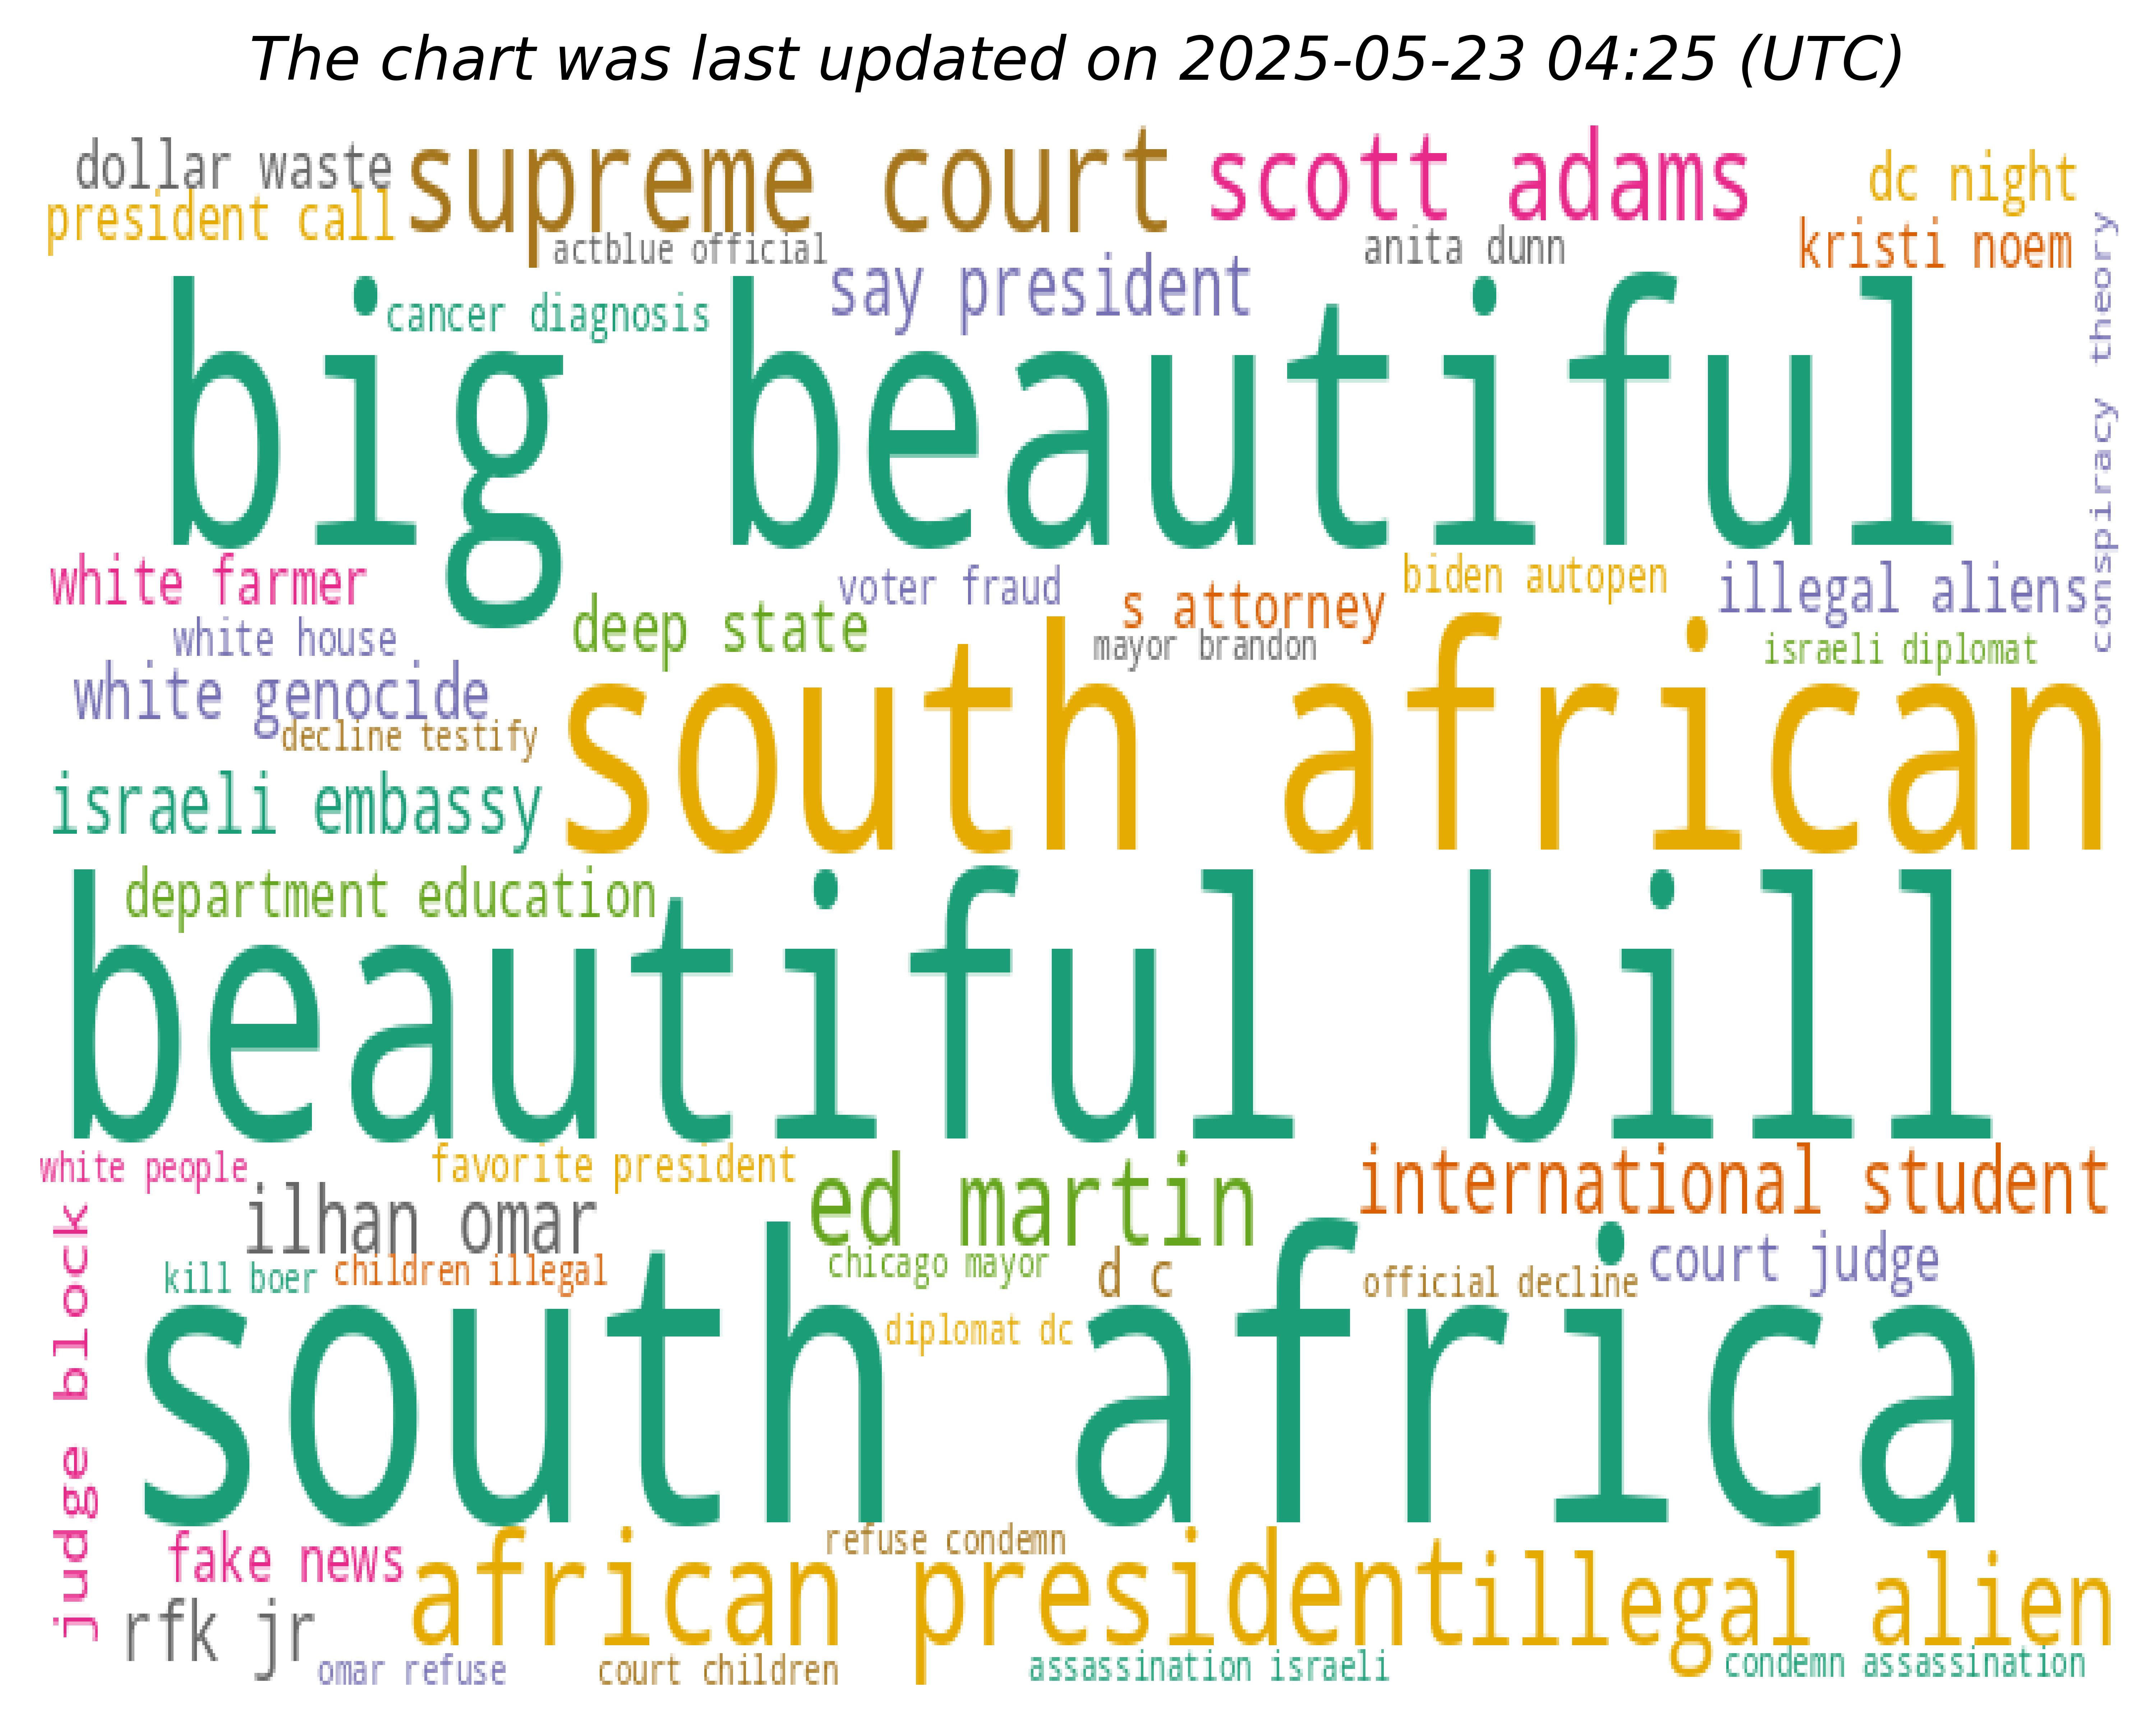 The chart was last updated on 2025-05-23 04:25 (UTC)
dollar waste
supreme court
scott adams
dc night
president call
actblue official
anita dunn
kristi noem
say president
cancer diagnosis
conspiracy theory
big beautiful
white farmer
voter fraud
s attorney
biden autopen
illegal aliens
white house
deep state
mayor brandon
israeli diplomat
white genocide
decline testify
south african
israeli embassy
department education
beautiful bill
white people
favorite president
ed martin
international student
ilhan omar
kill boer
children illegal
chicago mayor
d c
official decline
court judge
judge block
diplomat dc
south africa
fake news
refuse condemn
african president
illegal alien
rfk jr
omar refuse
court children
assassination israeli
condemn assassination